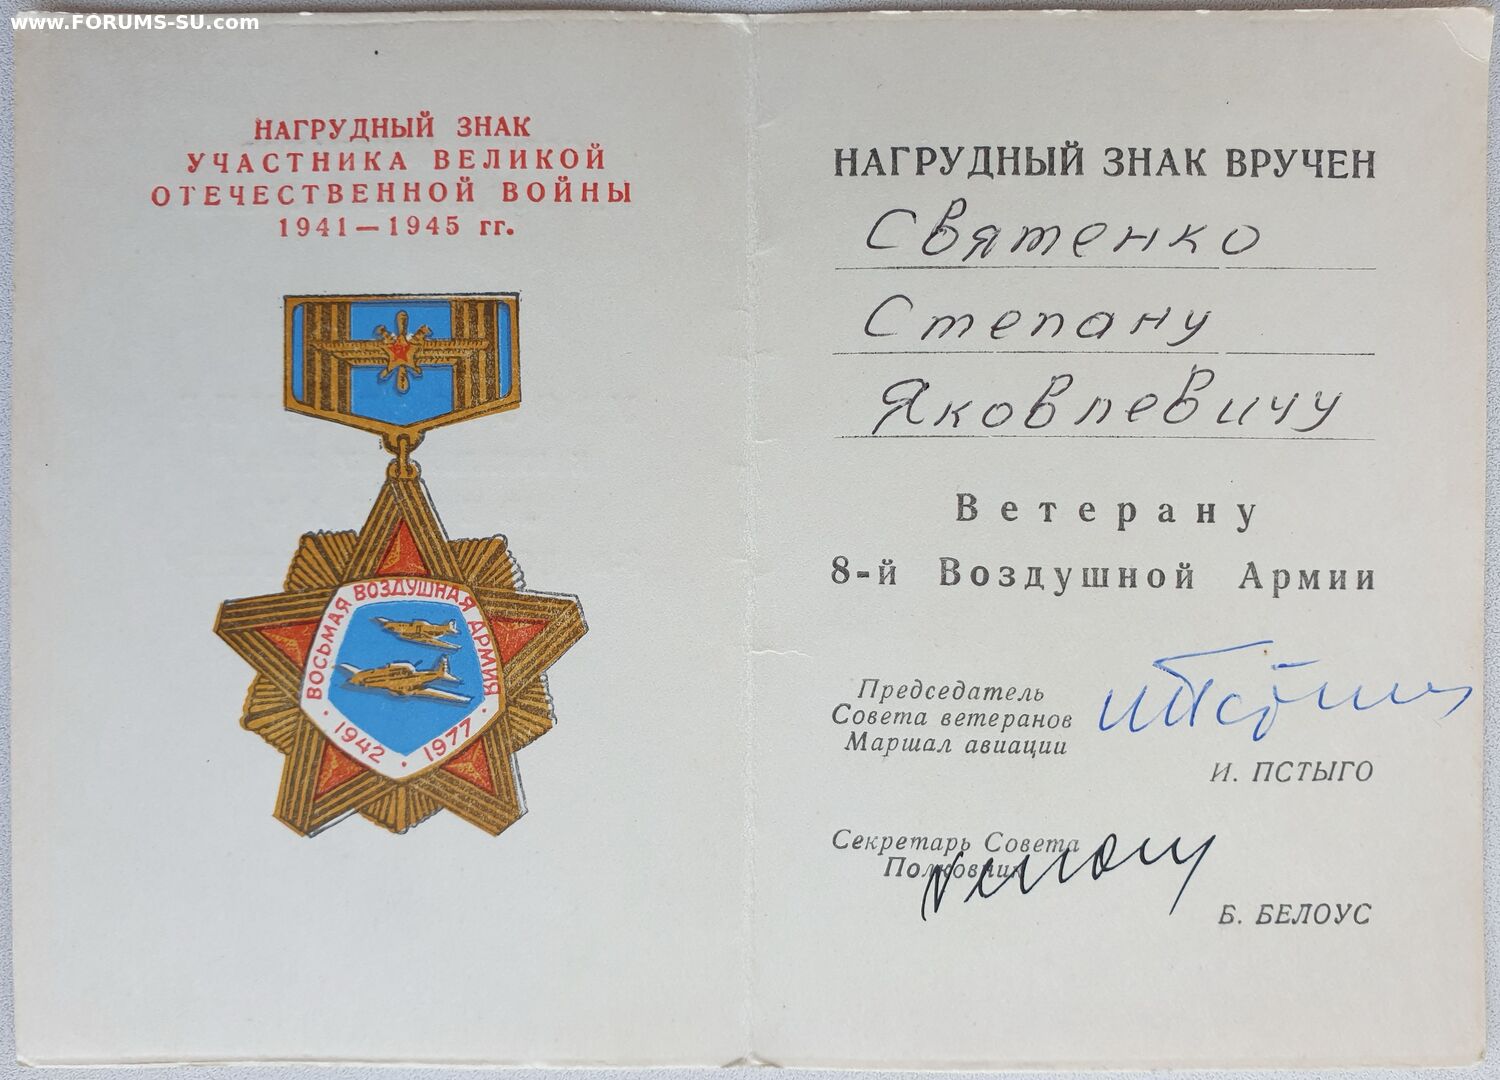 www.FORUMS-SU.com
НАГРУДНЫЙ ЗНАК
УЧАСТНИКА ВЕЛИКОЙ
ОТЕЧЕСТВЕННОЙ ВОЙНЫ
1941—1945 гг.
ВОСЬМАЯ ВОЗДУШНАЯ АРМИЯ
· 1942 · 1977 ·
НАГРУДНЫЙ ЗНАК ВРУЧЕН
Святенко
Степану
Яковлевичу
Ветерану
8-й Воздушной Армии
Председатель
Совета ветеранов
Маршал авиации
И. ПСТЫГО
Секретарь Совета
Полковник
Б. БЕЛОУС